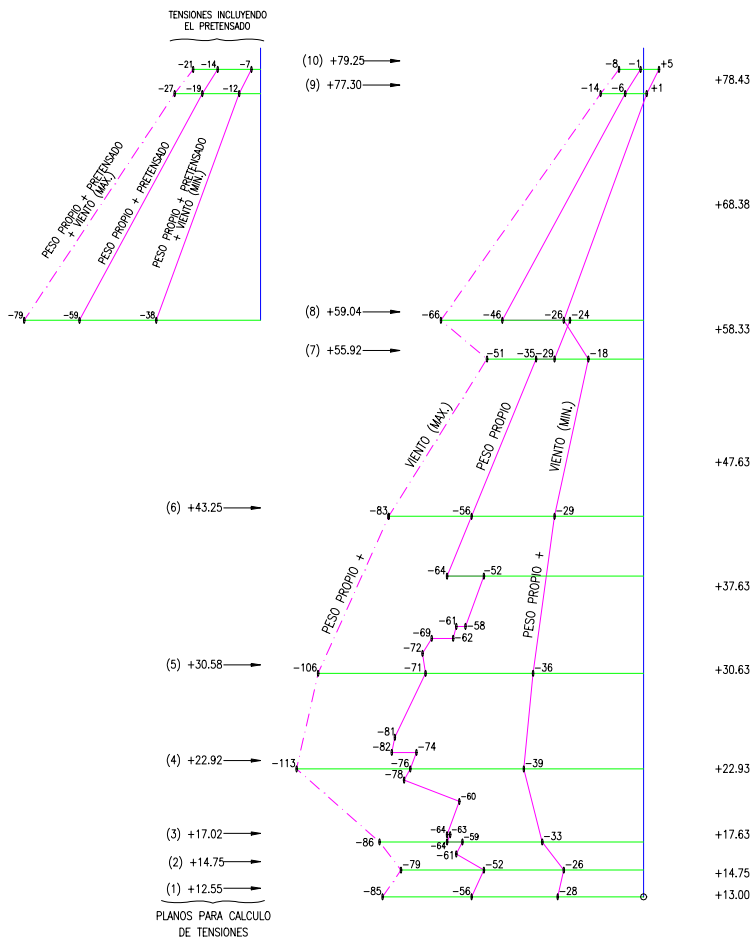 TENSIONES INCLUYENDO
EL PRETENSADO
-21 -14 -7
-27 -19 -12
PESO PROPIO + PRETENSADO
+ VIENTO (MAX.)
PESO PROPIO + PRETENSADO
PESO PROPIO + PRETENSADO
+ VIENTO (MIN.)
-79 -59 -38
(10) +79.25
(9) +77.30
-8 -1 +5
-14 -6 +1
+78.43
+68.38
(8) +59.04
-66 -46 -26 -24
+58.33
(7) +55.92
-51 -35 -29 -18
VIENTO (MAX.)
PESO PROPIO
VIENTO (MIN.)
+47.63
(6) +43.25
-83 -56 -29
PESO PROPIO +
PESO PROPIO +
-64 -52
+37.63
-61 -58
-69 -62
-72
(5) +30.58
-106 -71 -36
+30.63
-81
-82 -74
(4) +22.92
-113 -76 -39
+22.93
-78
-60
(3) +17.02
-64 -63
-86 -64 -59 -33
+17.63
-61
(2) +14.75
-79 -52 -26
+14.75
(1) +12.55
-85 -56 -28
+13.00
PLANOS PARA CALCULO
DE TENSIONES